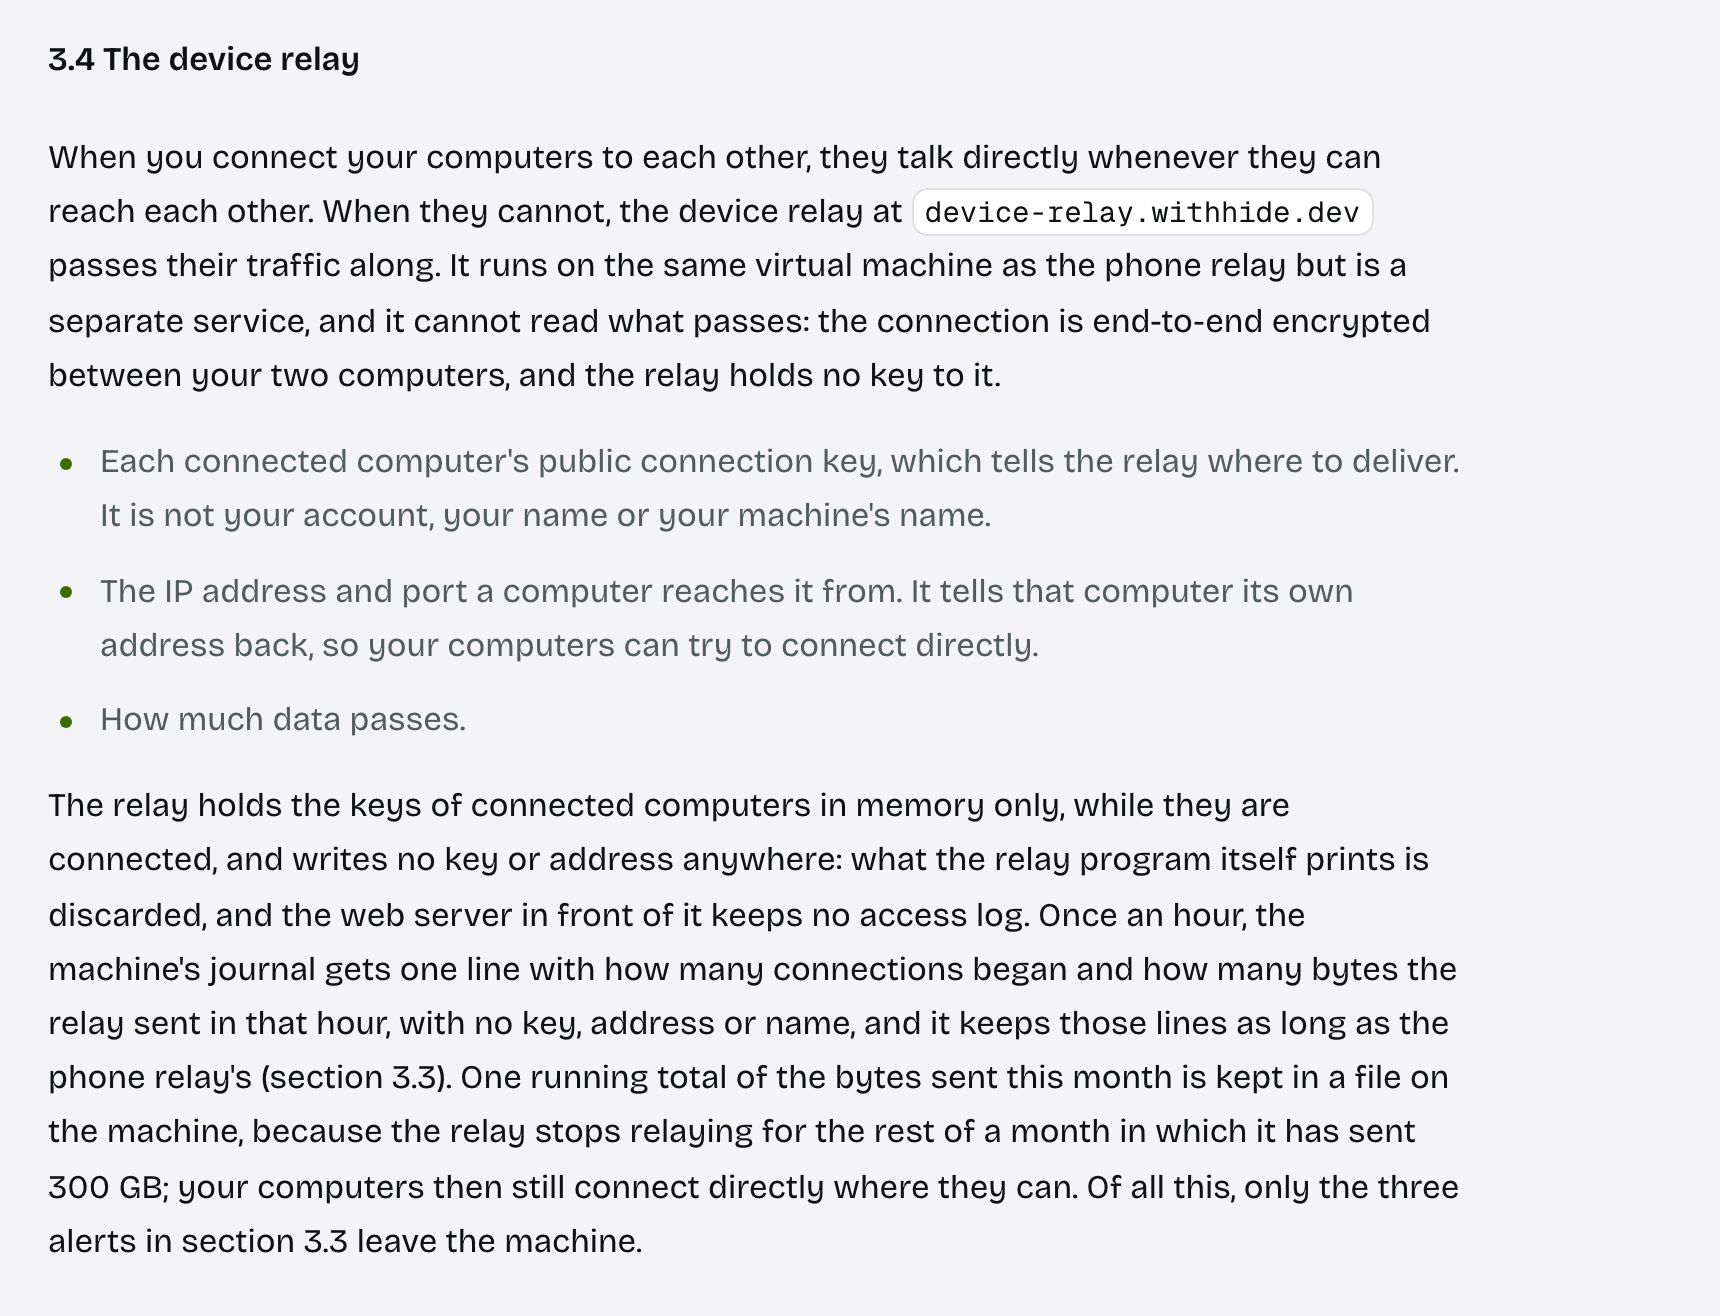 3.4 The device relay
When you connect your computers to each other, they talk directly whenever they can
reach each other. When they cannot, the device relay at device-relay.withhide.dev
passes their traffic along. It runs on the same virtual machine as the phone relay but is a
separate service, and it cannot read what passes: the connection is end-to-end encrypted
between your two computers, and the relay holds no key to it.
• Each connected computer's public connection key, which tells the relay where to deliver.
It is not your account, your name or your machine's name.
• The IP address and port a computer reaches it from. It tells that computer its own
address back, so your computers can try to connect directly.
• How much data passes.
The relay holds the keys of connected computers in memory only, while they are
connected, and writes no key or address anywhere: what the relay program itself prints is
discarded, and the web server in front of it keeps no access log. Once an hour, the
machine's journal gets one line with how many connections began and how many bytes the
relay sent in that hour, with no key, address or name, and it keeps those lines as long as the
phone relay's (section 3.3). One running total of the bytes sent this month is kept in a file on
the machine, because the relay stops relaying for the rest of a month in which it has sent
300 GB; your computers then still connect directly where they can. Of all this, only the three
alerts in section 3.3 leave the machine.